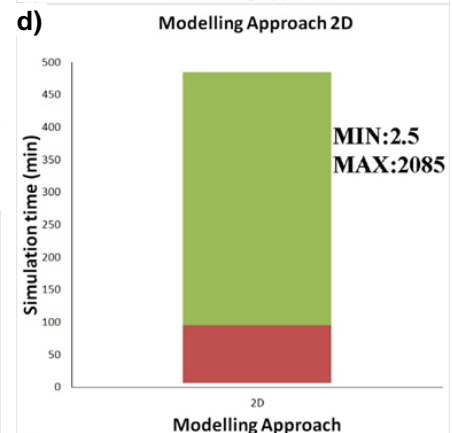 d)
Modelling Approach 2D
500
450
400
350
300
250
200
150
100
50
0
Simulation time (min)
MIN:2.5
MAX:2085
2D
Modelling Approach